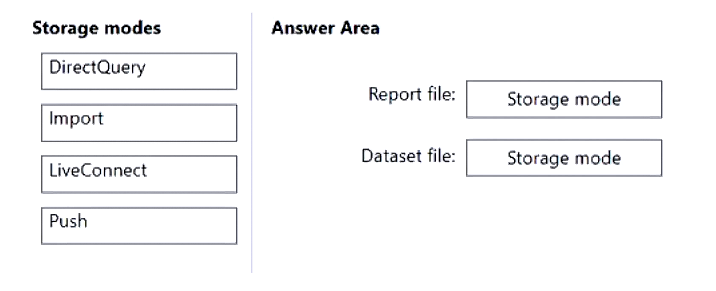 Storage modes
DirectQuery
Import
LiveConnect
Push
Answer Area
Report file: Storage mode
Dataset file: Storage mode